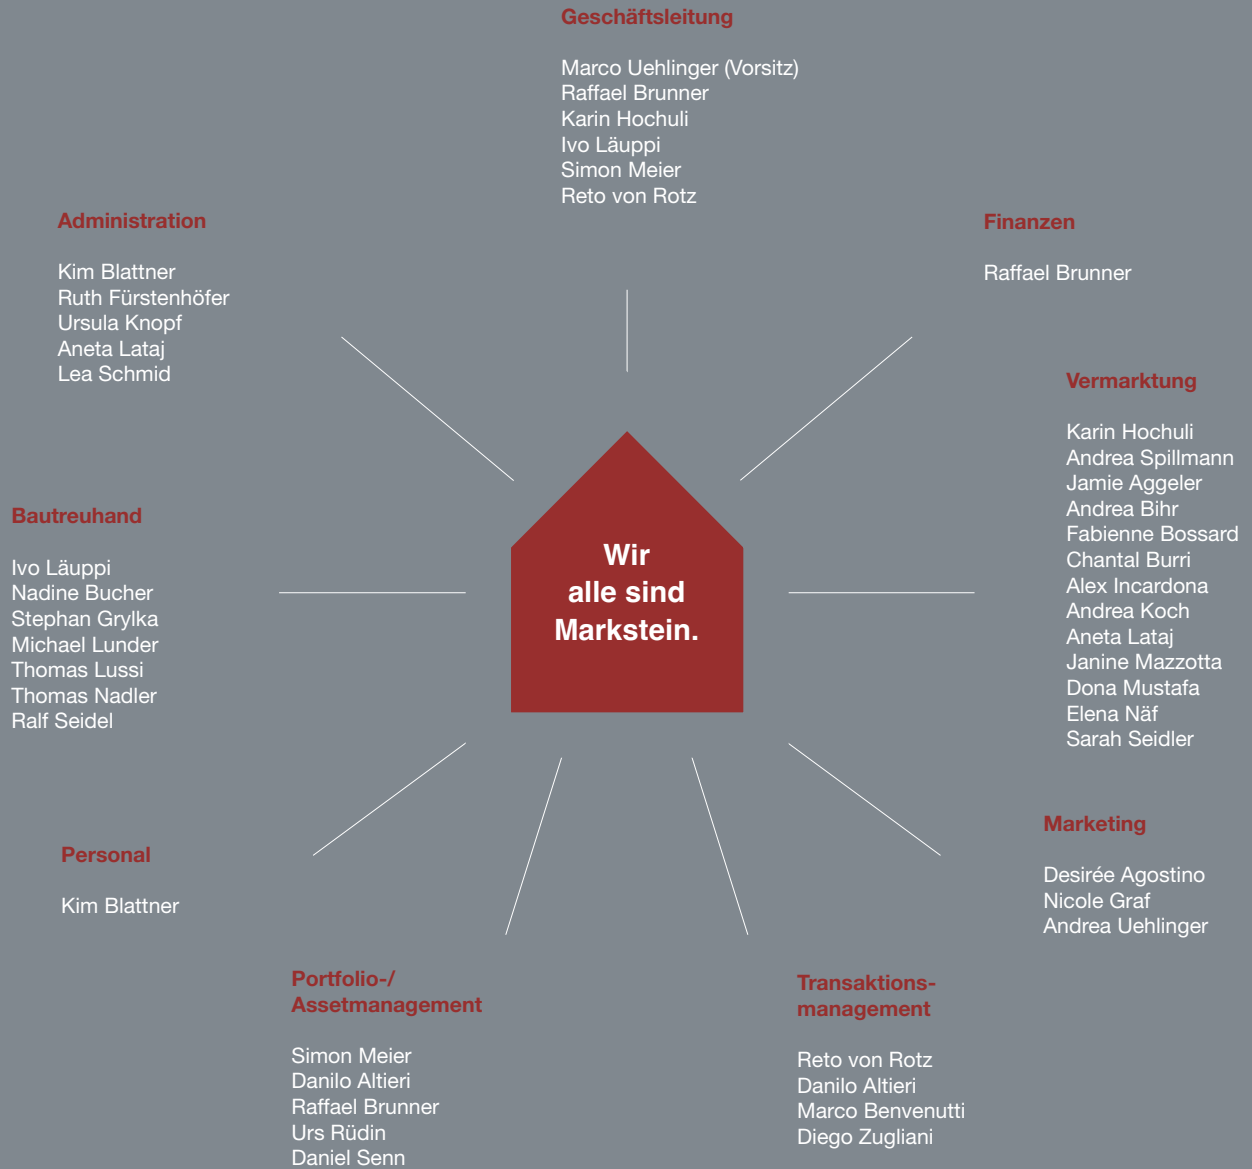 Geschäftsleitung
Marco Uehlinger (Vorsitz)
Raffael Brunner
Karin Hochuli
Ivo Läuppi
Simon Meier
Reto von Rotz
Administration
Kim Blattner
Ruth Fürstenhöfer
Ursula Knopf
Aneta Lataj
Lea Schmid
Finanzen
Raffael Brunner
Vermarktung
Karin Hochuli
Andrea Spillmann
Jamie Aggeler
Andrea Bihr
Fabienne Bossard
Chantal Burri
Alex Incardona
Andrea Koch
Aneta Lataj
Janine Mazzotta
Dona Mustafa
Elena Näf
Sarah Seidler
Bautreuhand
Ivo Läuppi
Nadine Bucher
Stephan Grylka
Michael Lunder
Thomas Lussi
Thomas Nadler
Ralf Seidel
Wir
alle sind
Markstein.
Marketing
Desirée Agostino
Nicole Graf
Andrea Uehlinger
Personal
Kim Blattner
Portfolio-/
Assetmanagement
Simon Meier
Danilo Altieri
Raffael Brunner
Urs Rüdin
Daniel Senn
Transaktions-
management
Reto von Rotz
Danilo Altieri
Marco Benvenutti
Diego Zugliani